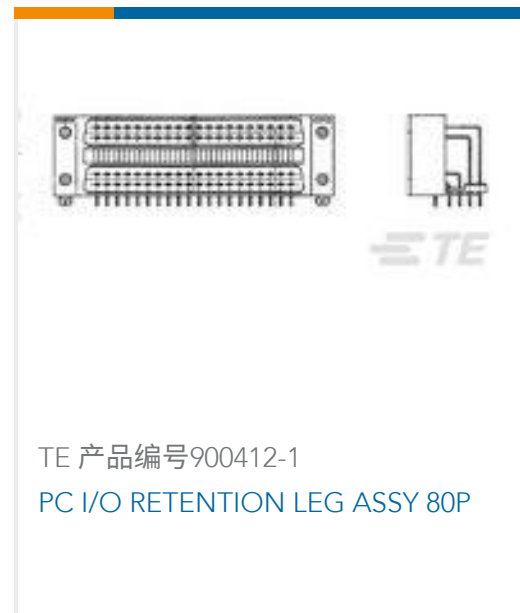 TE
TE 产品编号900412-1
PC I/O RETENTION LEG ASSY 80P